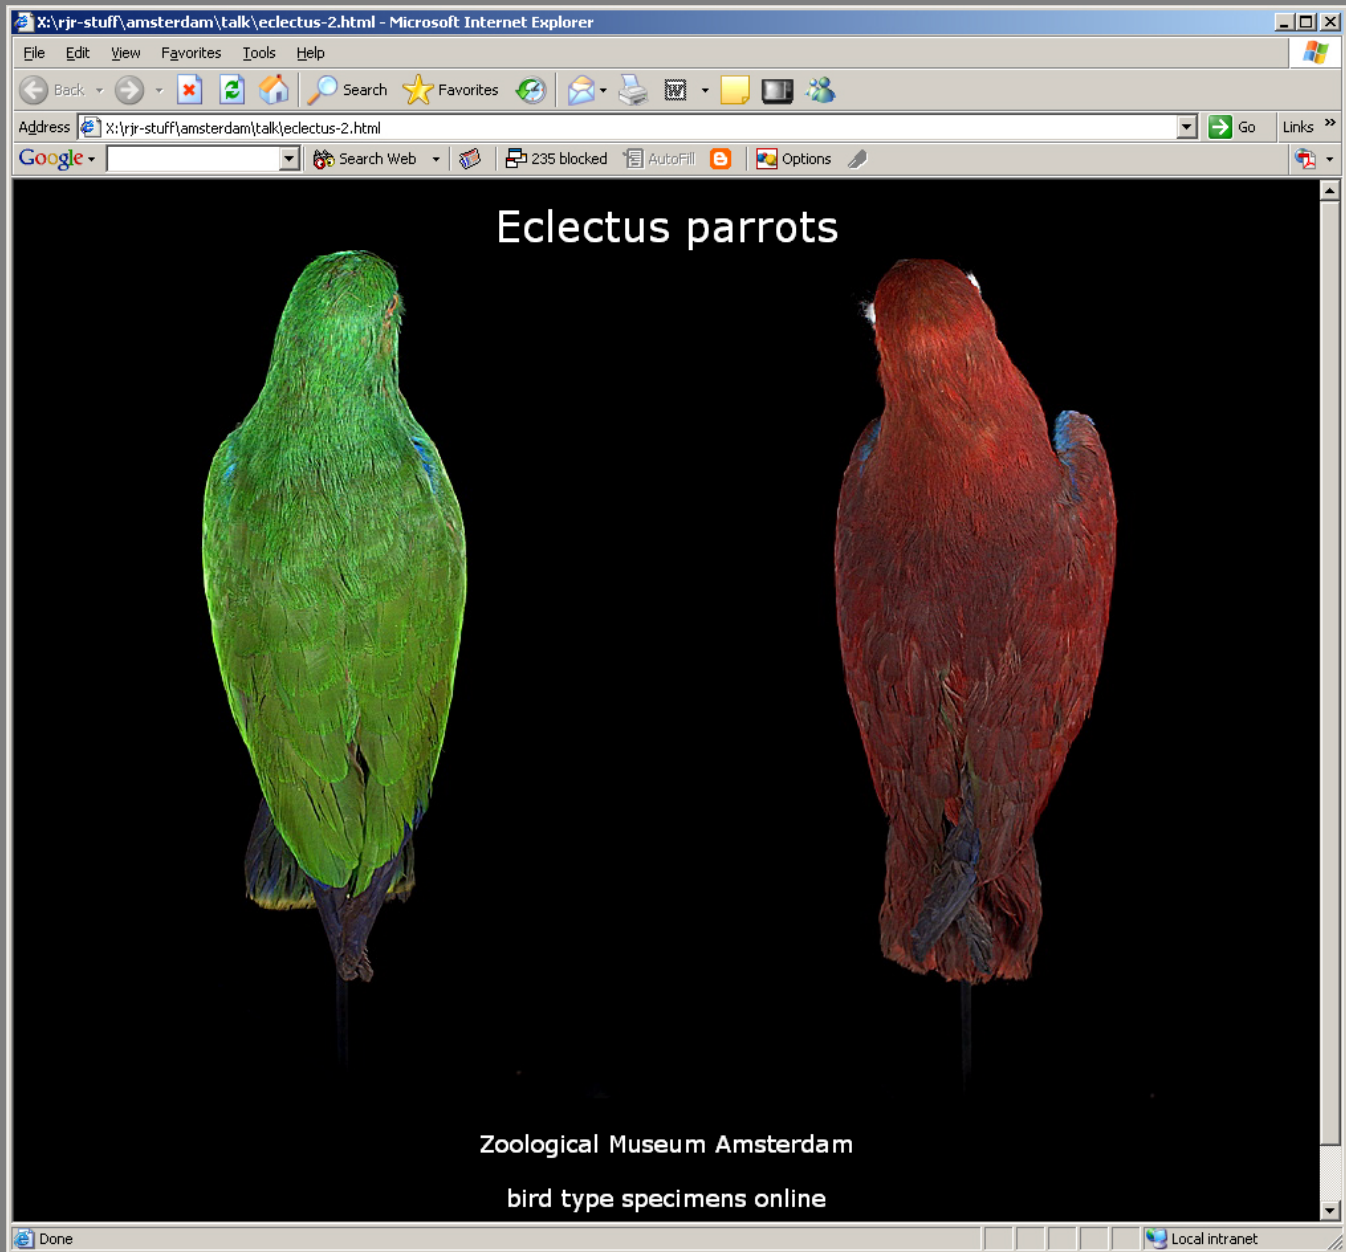 X:\rjr-stuff\amsterdam\talk\eclectus-2.html - Microsoft Internet Explorer
File Edit View Favorites Tools Help
Back Search Favorites
Address X:\rjr-stuff\amsterdam\talk\eclectus-2.html Go Links »
Google Search Web 235 blocked AutoFill Options
Eclectus parrots
Zoological Museum Amsterdam
bird type specimens online
Done Local intranet